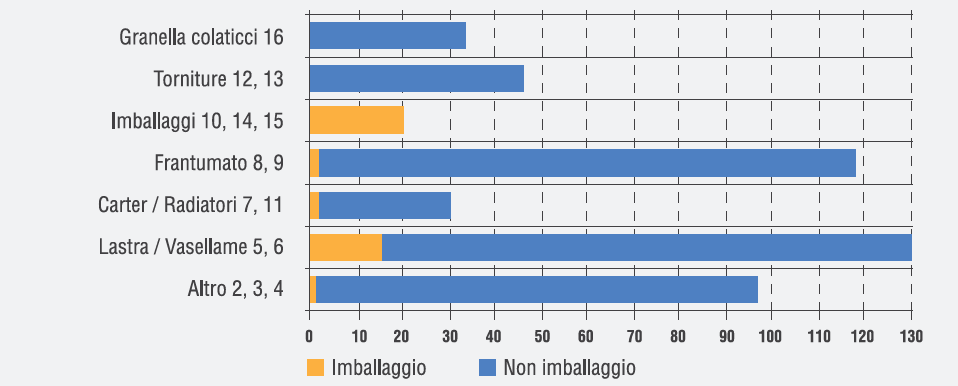 Granella colaticci 16
Torniture 12, 13
Imballaggi 10, 14, 15
Frantumato 8, 9
Carter / Radiatori 7, 11
Lastra / Vasellame 5, 6
Altro 2, 3, 4
0 10 20 30 40 50 60 70 80 90 100 110 120 130
Imballaggio Non imballaggio